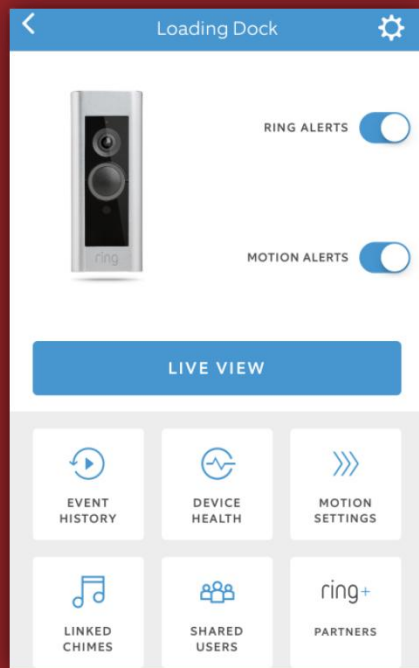 Loading Dock
RING ALERTS
ring
MOTION ALERTS
LIVE VIEW
EVENT
HISTORY
DEVICE
HEALTH
MOTION
SETTINGS
LINKED
CHIMES
SHARED
USERS
ring+
PARTNERS